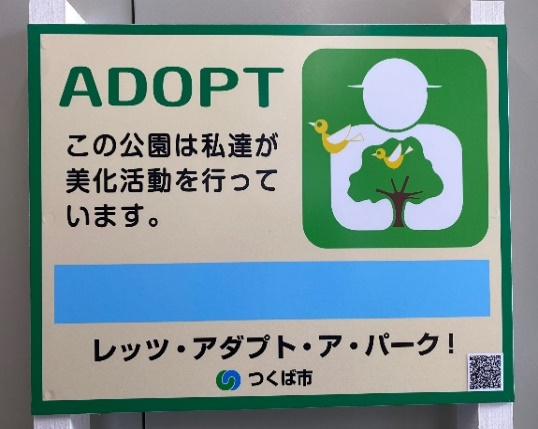 ADOPT
この公園は私達が
美化活動を行って
います。
レッツ・アダプト・ア・パーク!
つくば市